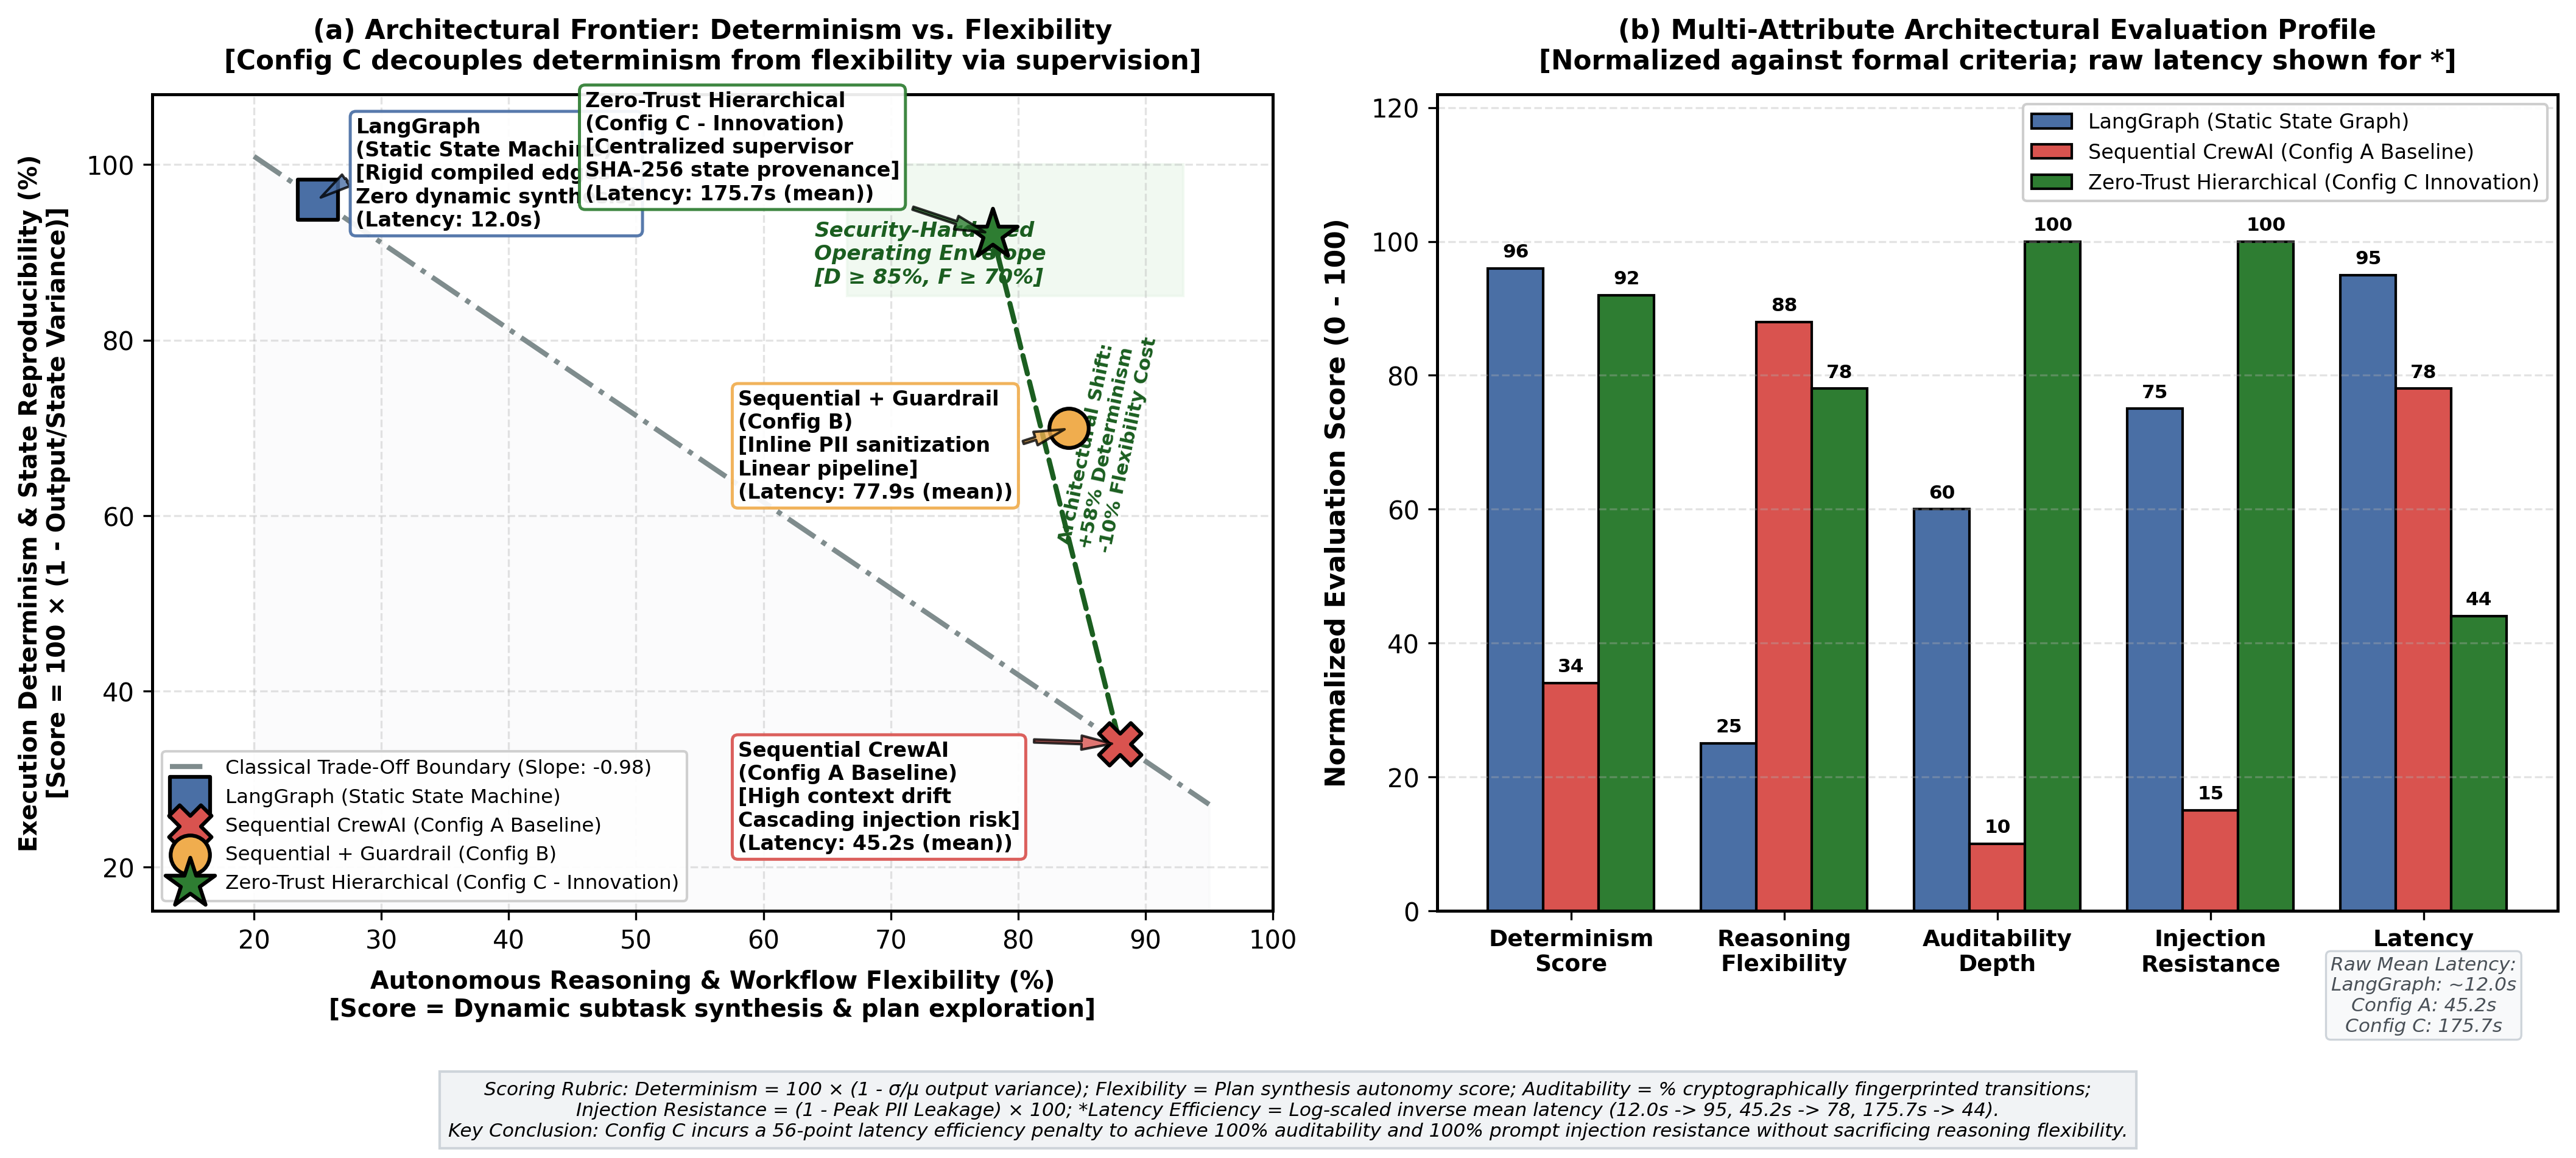 (a) Architectural Frontier: Determinism vs. Flexibility
[Config C decouples determinism from flexibility via supervision]
Execution Determinism & State Reproducibility (%)
[Score = 100 × (1 - Output/State Variance)]
100
80
60
40
20
LangGraph
(Static State Machin
[Rigid compiled edg
Zero dynamic synth
(Latency: 12.0s)
Zero-Trust Hierarchical
(Config C - Innovation)
[Centralized supervisor
SHA-256 state provenance]
(Latency: 175.7s (mean))
Security-Hardened
Operating Envelope
[D ≥ 85%, F ≥ 70%]
Sequential + Guardrail
(Config B)
[Inline PII sanitization
Linear pipeline]
(Latency: 77.9s (mean))
Architectural Shift:
+58% Determinism
-10% Flexibility Cost
Sequential CrewAI
(Config A Baseline)
[High context drift
Cascading injection risk]
(Latency: 45.2s (mean))
Classical Trade-Off Boundary (Slope: -0.98)
LangGraph (Static State Machine)
Sequential CrewAI (Config A Baseline)
Sequential + Guardrail (Config B)
Zero-Trust Hierarchical (Config C - Innovation)
20 30 40 50 60 70 80 90 100
Autonomous Reasoning & Workflow Flexibility (%)
[Score = Dynamic subtask synthesis & plan exploration]
(b) Multi-Attribute Architectural Evaluation Profile
[Normalized against formal criteria; raw latency shown for *]
Normalized Evaluation Score (0 - 100)
120
100
80
60
40
20
0
LangGraph (Static State Graph)
Sequential CrewAI (Config A Baseline)
Zero-Trust Hierarchical (Config C Innovation)
96 34 92
25 88 78
60 10 100
75 15 100
95 78 44
Determinism
Score
Reasoning
Flexibility
Auditability
Depth
Injection
Resistance
Latency
Raw Mean Latency:
LangGraph: ~12.0s
Config A: 45.2s
Config C: 175.7s
Scoring Rubric: Determinism = 100 × (1 - σ/μ output variance); Flexibility = Plan synthesis autonomy score; Auditability = % cryptographically fingerprinted transitions;
Injection Resistance = (1 - Peak PII Leakage) × 100; *Latency Efficiency = Log-scaled inverse mean latency (12.0s -> 95, 45.2s -> 78, 175.7s -> 44).
Key Conclusion: Config C incurs a 56-point latency efficiency penalty to achieve 100% auditability and 100% prompt injection resistance without sacrificing reasoning flexibility.